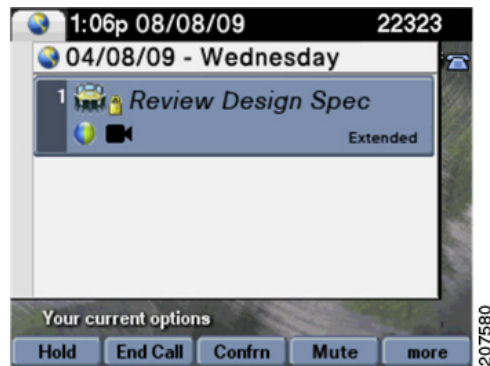 1:06p 08/08/09 22323
04/08/09 - Wednesday
1 Review Design Spec
Extended
Your current options
Hold End Call Confrn Mute more
207580